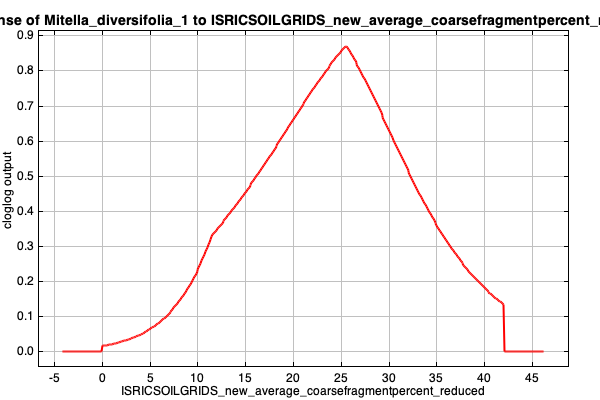 nse of Mitella_diversifolia_1 to ISRICSOILGRIDS_new_average_coarsefragmentpercent_r
0.9
0.8
0.7
0.6
0.5
0.4
0.3
0.2
0.1
0.0
cloglog output
-5 0 5 10 15 20 25 30 35 40 45
ISRICSOILGRIDS_new_average_coarsefragmentpercent_reduced